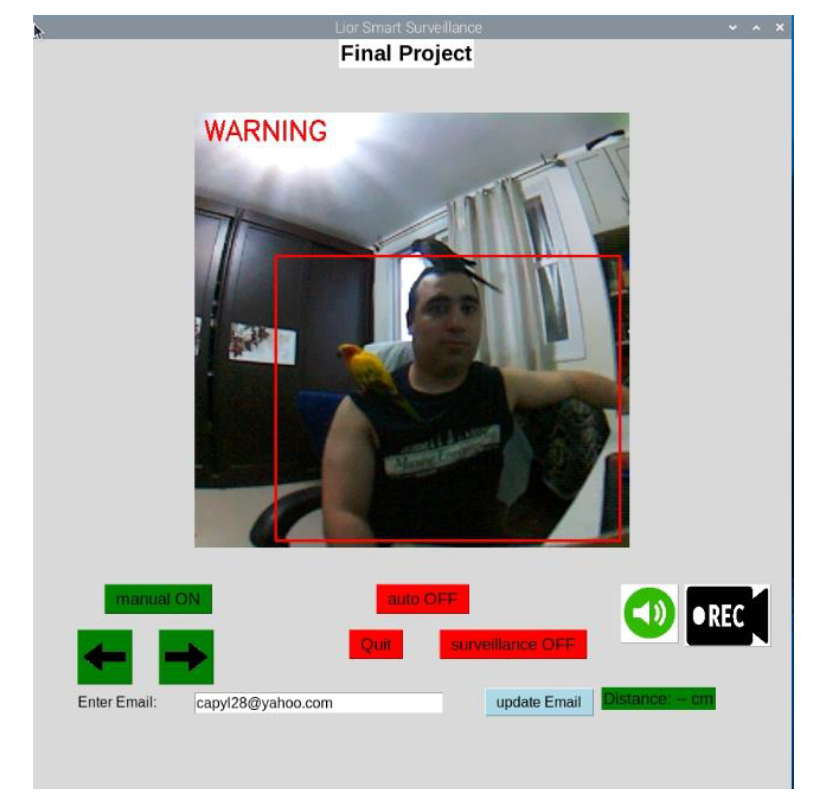 Lior Smart Surveillance
Final Project
WARNING
manual ON
auto OFF
REC
Quit
surveillance OFF
Enter Email:
capyl28@yahoo.com
update Email
Distance: -- cm